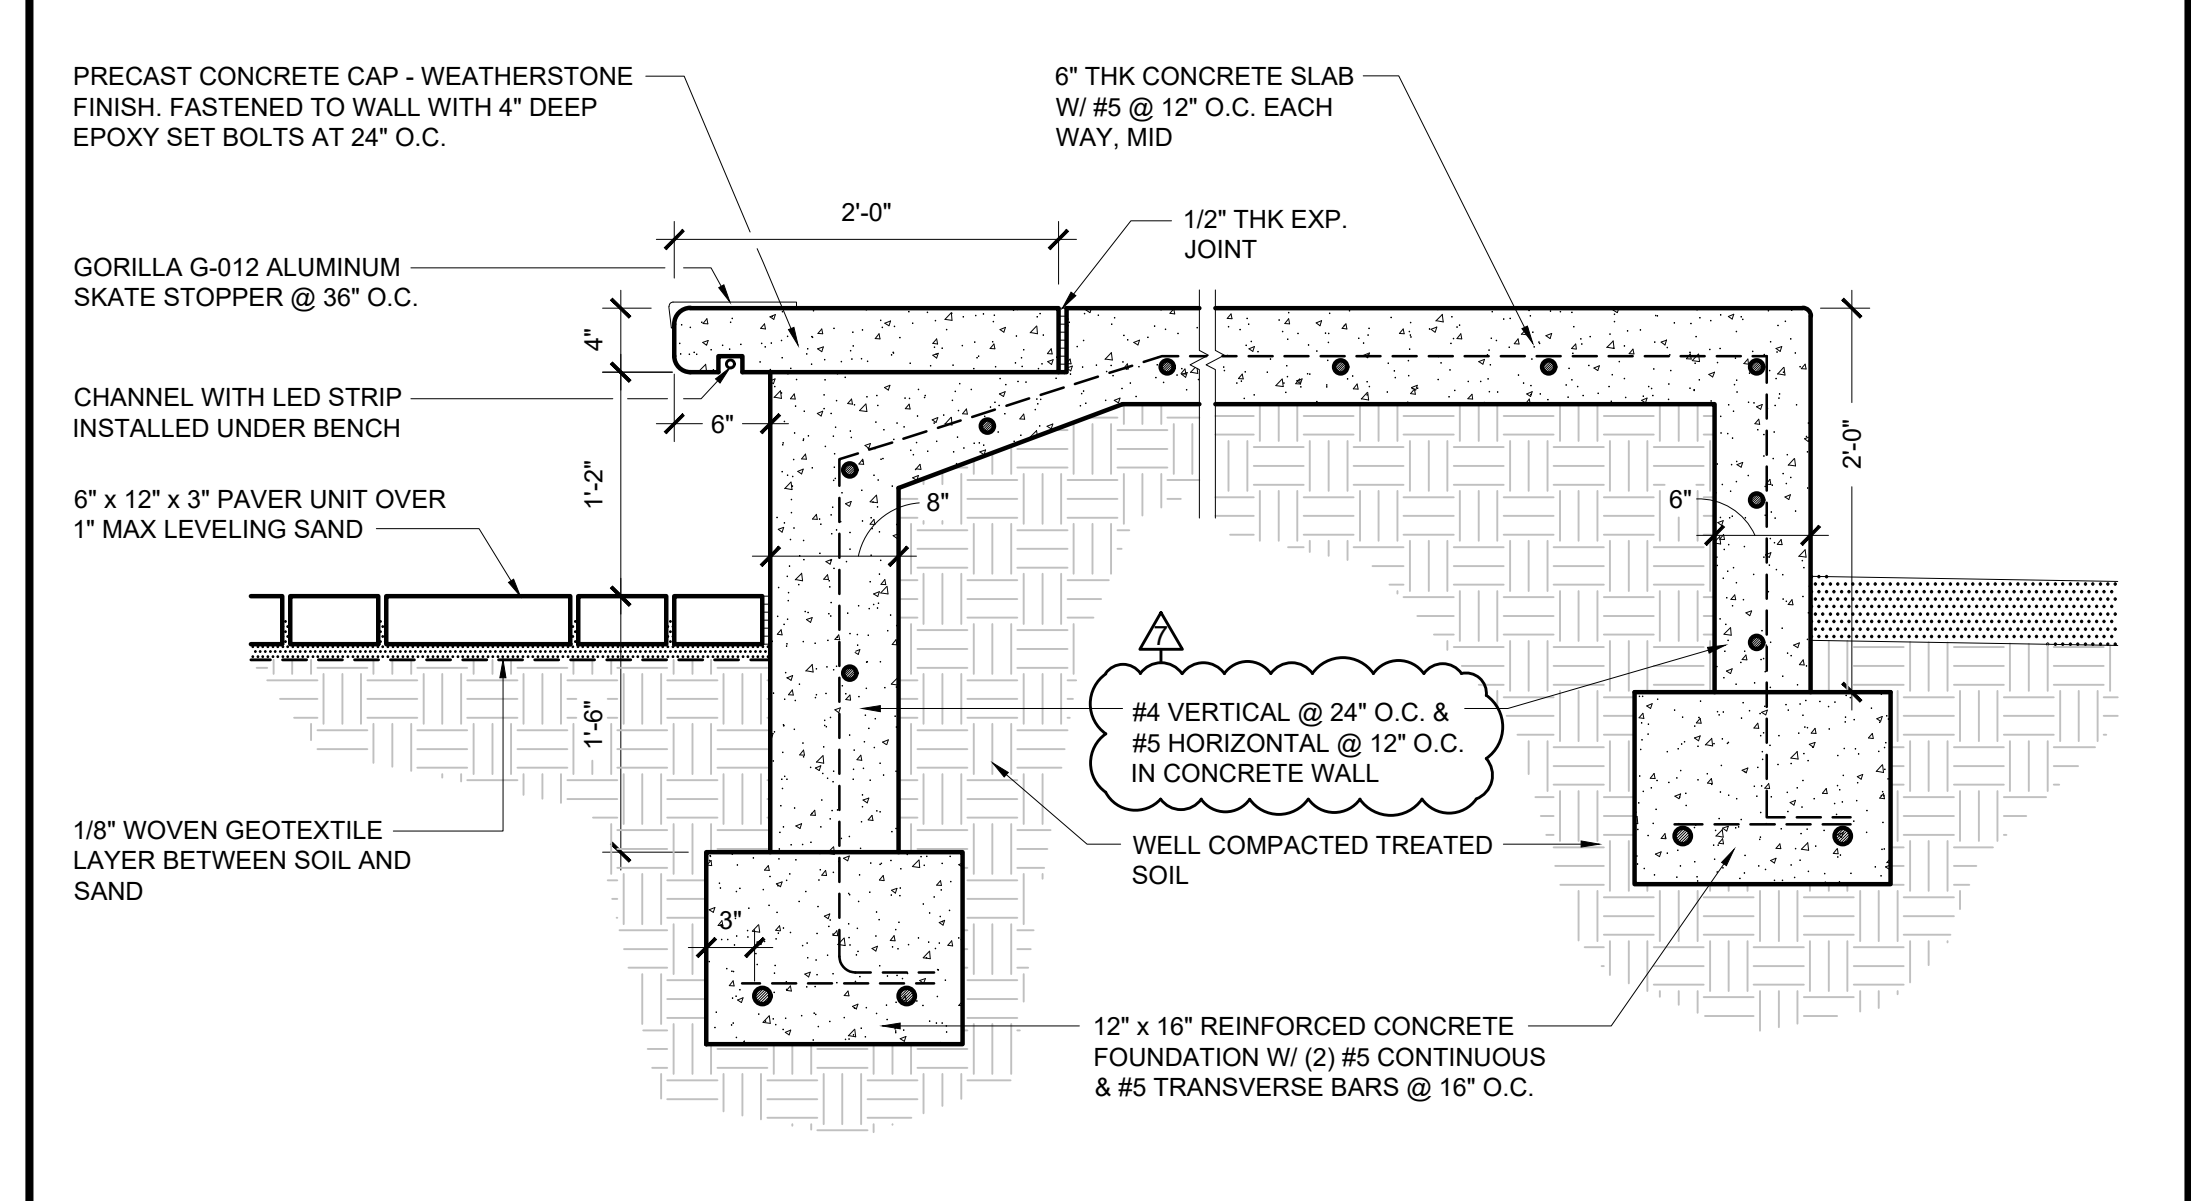 PRECAST CONCRETE CAP - WEATHERSTONE
FINISH. FASTENED TO WALL WITH 4" DEEP
EPOXY SET BOLTS AT 24" O.C.
6" THK CONCRETE SLAB
W/ #5 @ 12" O.C. EACH
WAY, MID
2'-0"
1/2" THK EXP.
JOINT
GORILLA G-012 ALUMINUM
SKATE STOPPER @ 36" O.C.
4"
CHANNEL WITH LED STRIP
INSTALLED UNDER BENCH
6"
2'-0"
1'-2"
6" x 12" x 3" PAVER UNIT OVER
1" MAX LEVELING SAND
8"
6"
7
#4 VERTICAL @ 24" O.C. &
#5 HORIZONTAL @ 12" O.C.
IN CONCRETE WALL
1'-6"
1/8" WOVEN GEOTEXTILE
LAYER BETWEEN SOIL AND
SAND
WELL COMPACTED TREATED
SOIL
3"
12" x 16" REINFORCED CONCRETE
FOUNDATION W/ (2) #5 CONTINUOUS
& #5 TRANSVERSE BARS @ 16" O.C.